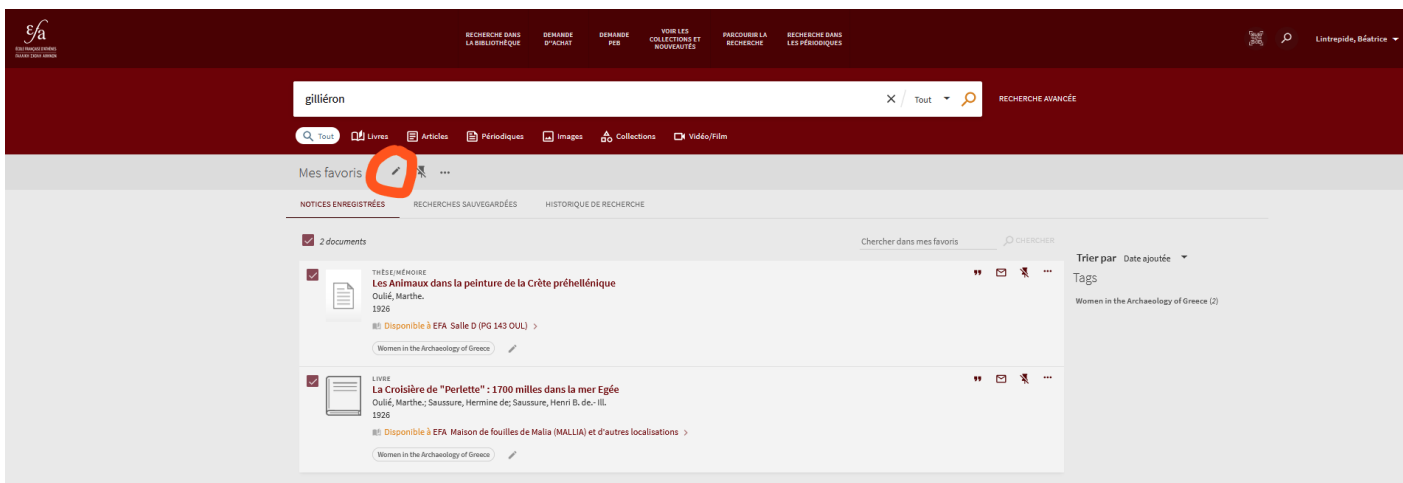 εfa
ÉCOLE FRANÇAISE D'ATHÈNES
RECHERCHE DANS LA BIBLIOTHÈQUE
DEMANDE D''ACHAT
DEMANDE PEB
VOIR LES COLLECTIONS ET NOUVEAUTÉS
PARCOURIR LA RECHERCHE
RECHERCHE DANS LES PÉRIODIQUES
Lintrepide, Béatrice
gilliéron
Tout
RECHERCHE AVANCÉE
Tout Livres Articles Périodiques Images Collections Vidéo/Film
Mes favoris
NOTICES ENREGISTRÉES RECHERCHES SAUVEGARDÉES HISTORIQUE DE RECHERCHE
2 documents
Chercher dans mes favoris
CHERCHER
Trier par Date ajoutée
Tags
Women in the Archaeology of Greece (2)
THÈSE/MÉMOIRE
Les Animaux dans la peinture de la Crète préhellénique
Oulié, Marthe.
1926
Disponible à EFA Salle D (PG 143 OUL)
Women in the Archaeology of Greece
LIVRE
La Croisière de "Perlette" : 1700 milles dans la mer Egée
Oulié, Marthe.; Saussure, Hermine de; Saussure, Henri B. de.- Ill.
1926
Disponible à EFA Maison de fouilles de Malia (MALLIA) et d'autres localisations
Women in the Archaeology of Greece